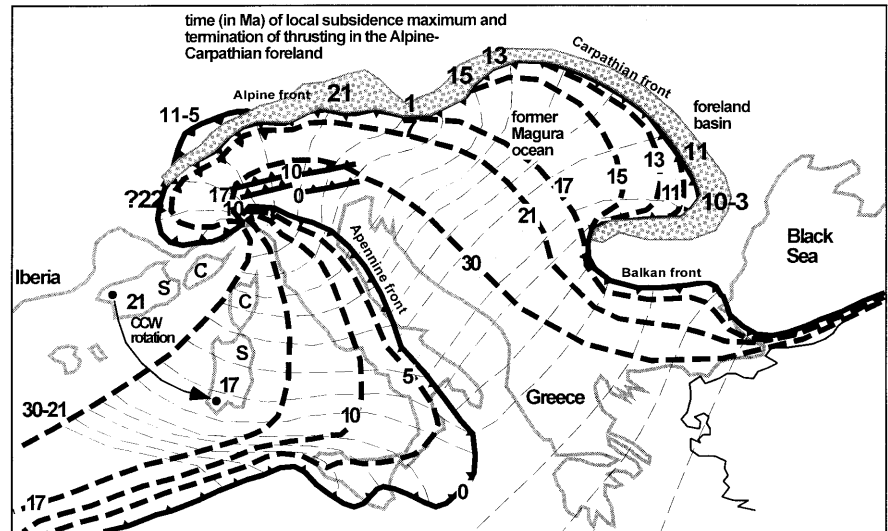 time (in Ma) of local subsidence maximum and
termination of thrusting in the Alpine-
Carpathian foreland
13
15
Carpathian front
Alpine front
21
1
11-5
former
Magura
ocean
foreland
basin
13
11
15
11
10-3
10
17
0
10
?22
17
21
30
Black
Sea
Iberia
Apennine front
Balkan front
S
C
21
CCW
rotation
C
S
17
5
Greece
30-21
10
0
17